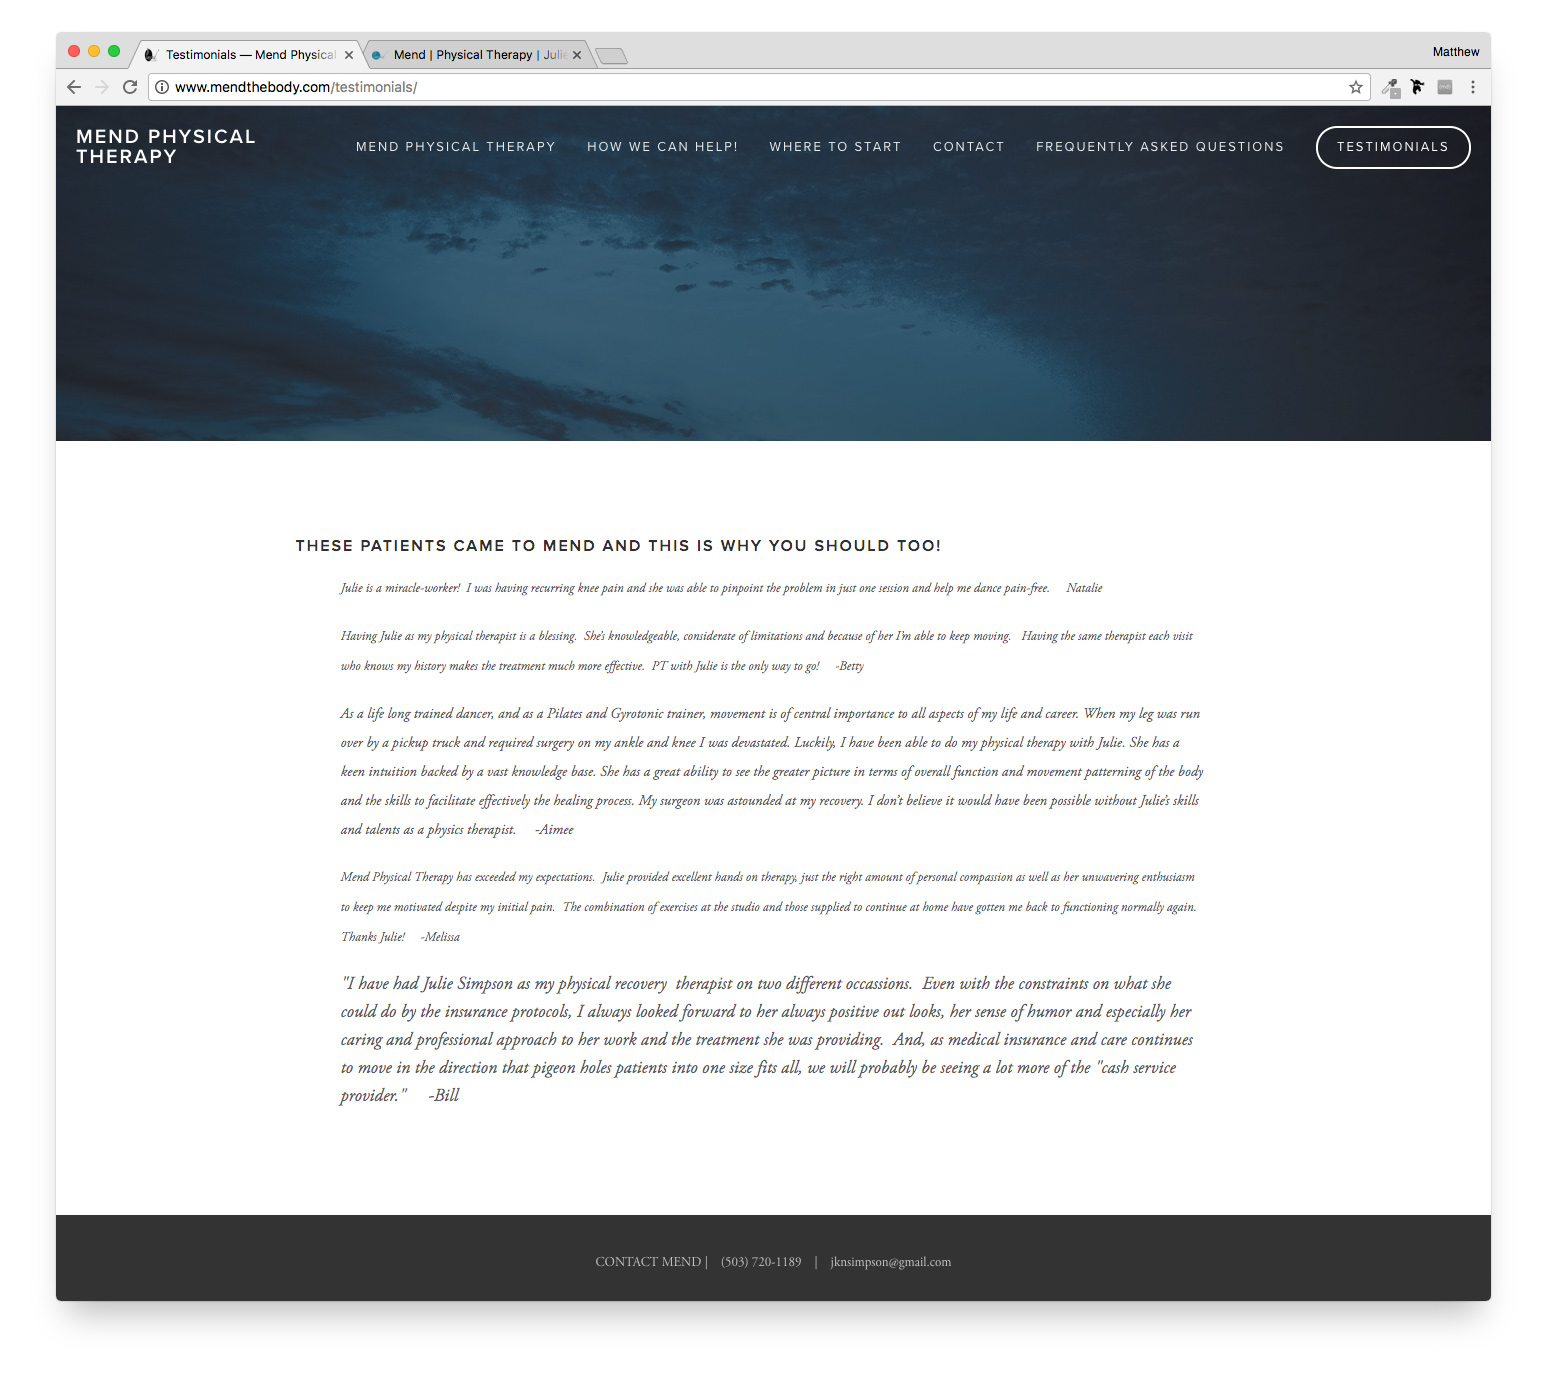 Testimonials — Mend Physical
Mend | Physical Therapy | Julie
Matthew
www.mendthebody.com/testimonials/
MEND PHYSICAL
THERAPY
MEND PHYSICAL THERAPY
HOW WE CAN HELP!
WHERE TO START
CONTACT
FREQUENTLY ASKED QUESTIONS
TESTIMONIALS
THESE PATIENTS CAME TO MEND AND THIS IS WHY YOU SHOULD TOO!
Julie is a miracle-worker! I was having recurring knee pain and she was able to pinpoint the problem in just one session and help me dance pain-free. Natalie
Having Julie as my physical therapist is a blessing. She's knowledgeable, considerate of limitations and because of her I'm able to keep moving. Having the same therapist each visit
who knows my history makes the treatment much more effective. PT with Julie is the only way to go! -Betty
As a life long trained dancer, and as a Pilates and Gyrotonic trainer, movement is of central importance to all aspects of my life and career. When my leg was run
over by a pickup truck and required surgery on my ankle and knee I was devastated. Luckily, I have been able to do my physical therapy with Julie. She has a
keen intuition backed by a vast knowledge base. She has a great ability to see the greater picture in terms of overall function and movement patterning of the body
and the skills to facilitate effectively the healing process. My surgeon was astounded at my recovery. I don't believe it would have been possible without Julie's skills
and talents as a physics therapist. -Aimee
Mend Physical Therapy has exceeded my expectations. Julie provided excellent hands on therapy, just the right amount of personal compassion as well as her unwavering enthusiasm
to keep me motivated despite my initial pain. The combination of exercises at the studio and those supplied to continue at home have gotten me back to functioning normally again.
Thanks Julie! -Melissa
"I have had Julie Simpson as my physical recovery therapist on two different occassions. Even with the constraints on what she
could do by the insurance protocols, I always looked forward to her always positive out looks, her sense of humor and especially her
caring and professional approach to her work and the treatment she was providing. And, as medical insurance and care continues
to move in the direction that pigeon holes patients into one size fits all, we will probably be seeing a lot more of the "cash service
provider." -Bill
CONTACT MEND | (503) 720-1189 | jknsimpson@gmail.com